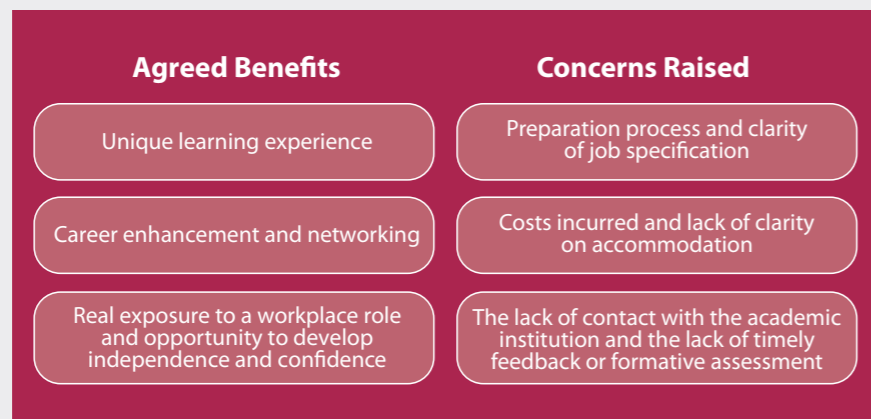 Agreed Benefits
Unique learning experience
Career enhancement and networking
Real exposure to a workplace role
and opportunity to develop
independence and confidence
Concerns Raised
Preparation process and clarity
of job specification
Costs incurred and lack of clarity
on accommodation
The lack of contact with the academic
institution and the lack of timely
feedback or formative assessment